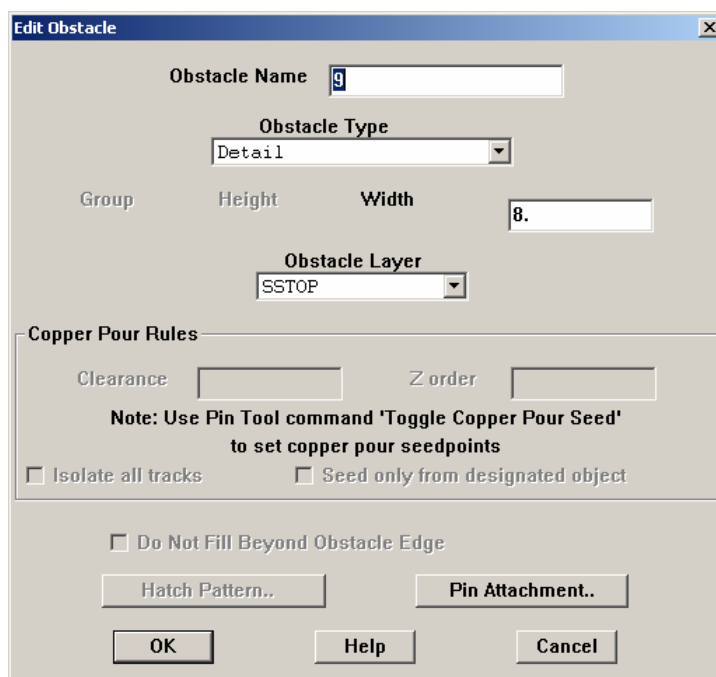 Edit Obstacle
Obstacle Name 9
Obstacle Type
Detail
Group Height Width 8.
Obstacle Layer
SSTOP
Copper Pour Rules
Clearance Z order
Note: Use Pin Tool command 'Toggle Copper Pour Seed'
to set copper pour seedpoints
Isolate all tracks Seed only from designated object
Do Not Fill Beyond Obstacle Edge
Hatch Pattern.. Pin Attachment..
OK Help Cancel